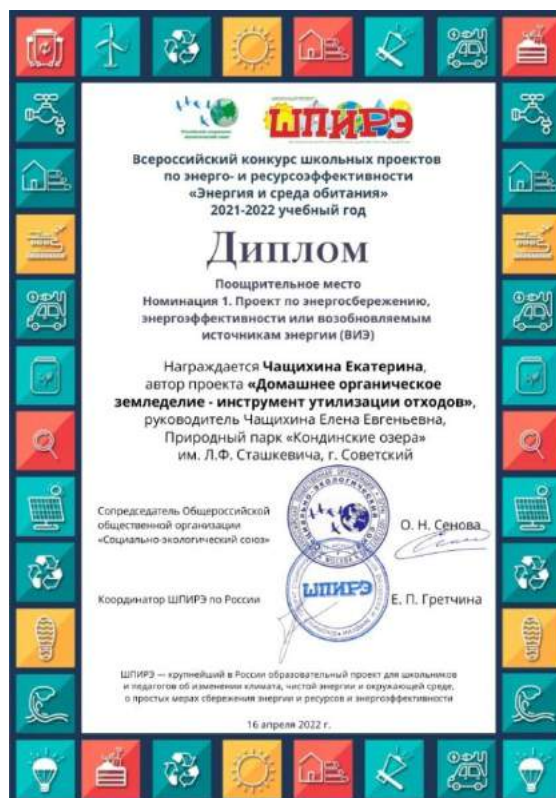 ШПИРЭ
Всероссийский конкурс школьных проектов
по энерго- и ресурсоэффективности
«Энергия и среда обитания»
2021-2022 учебный год
Диплом
Поощрительное место
Номинация 1. Проект по энергосбережению,
энергоэффективности или возобновляемым
источникам энергии (ВИЭ)
Награждается Чащихина Екатерина,
автор проекта «Домашнее органическое
земледелие - инструмент утилизации отходов»,
руководитель Чащихина Елена Евгеньевна,
Природный парк «Кондинские озера»
им. Л.Ф. Сташкевича, г. Советский
Сопредседатель Общероссийской
общественной организации
«Социально-экологический союз»
О. Н. Сенова
Координатор ШПИРЭ по России
ШПИРЭ
Е. П. Гретчина
ШПИРЭ — крупнейший в России образовательный проект для школьников
и педагогов об изменении климата, чистой энергии и окружающей среде,
о простых мерах сбережения энергии и ресурсов и энергоэффективности
16 апреля 2022 г.